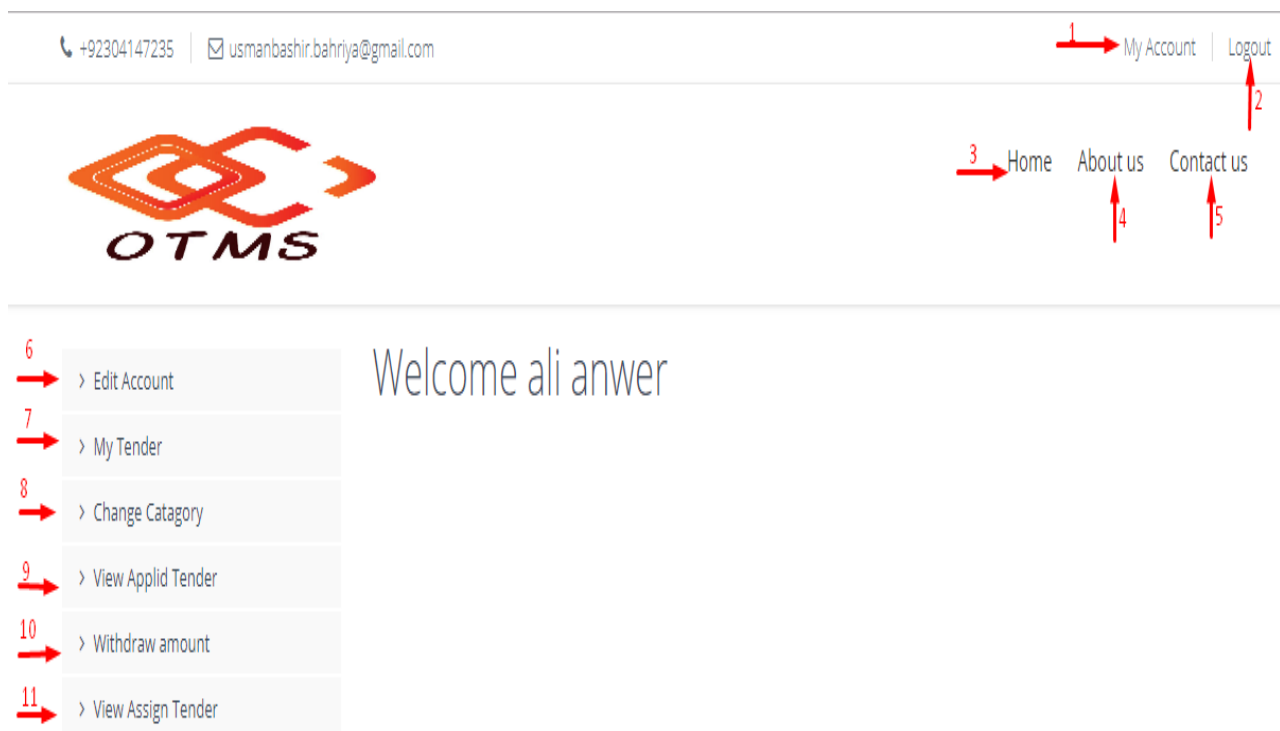 +92304147235 usmanbashir.bahriya@gmail.com 1 My Account Logout
2
OTMS
3 Home About us Contact us
4 5
6 > Edit Account
Welcome ali anwer
7 > My Tender
8 > Change Catagory
9 > View Applid Tender
10 > Withdraw amount
11 > View Assign Tender